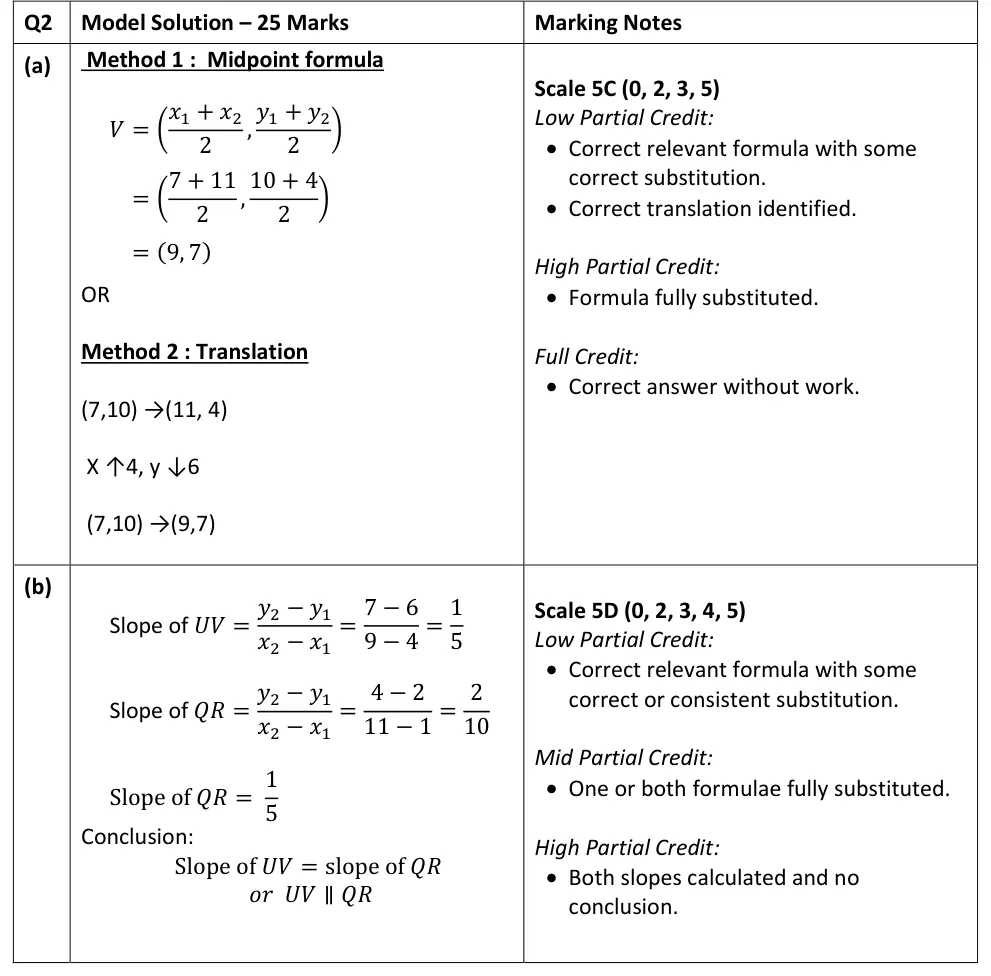 Q2 Model Solution – 25 Marks Marking Notes
(a) Method 1 : Midpoint formula
V = ((x₁ + x₂)/2, (y₁ + y₂)/2)
= ((7 + 11)/2, (10 + 4)/2)
= (9, 7)
OR
Method 2 : Translation
(7,10) →(11, 4)
X ↑4, y ↓6
(7,10) →(9,7)
Scale 5C (0, 2, 3, 5)
Low Partial Credit:
• Correct relevant formula with some
correct substitution.
• Correct translation identified.
High Partial Credit:
• Formula fully substituted.
Full Credit:
• Correct answer without work.
(b)
Slope of UV = (y₂ − y₁)/(x₂ − x₁) = (7 − 6)/(9 − 4) = 1/5
Slope of QR = (y₂ − y₁)/(x₂ − x₁) = (4 − 2)/(11 − 1) = 2/10
Slope of QR = 1/5
Conclusion:
Slope of UV = slope of QR
or UV ∥ QR
Scale 5D (0, 2, 3, 4, 5)
Low Partial Credit:
• Correct relevant formula with some
correct or consistent substitution.
Mid Partial Credit:
• One or both formulae fully substituted.
High Partial Credit:
• Both slopes calculated and no
conclusion.